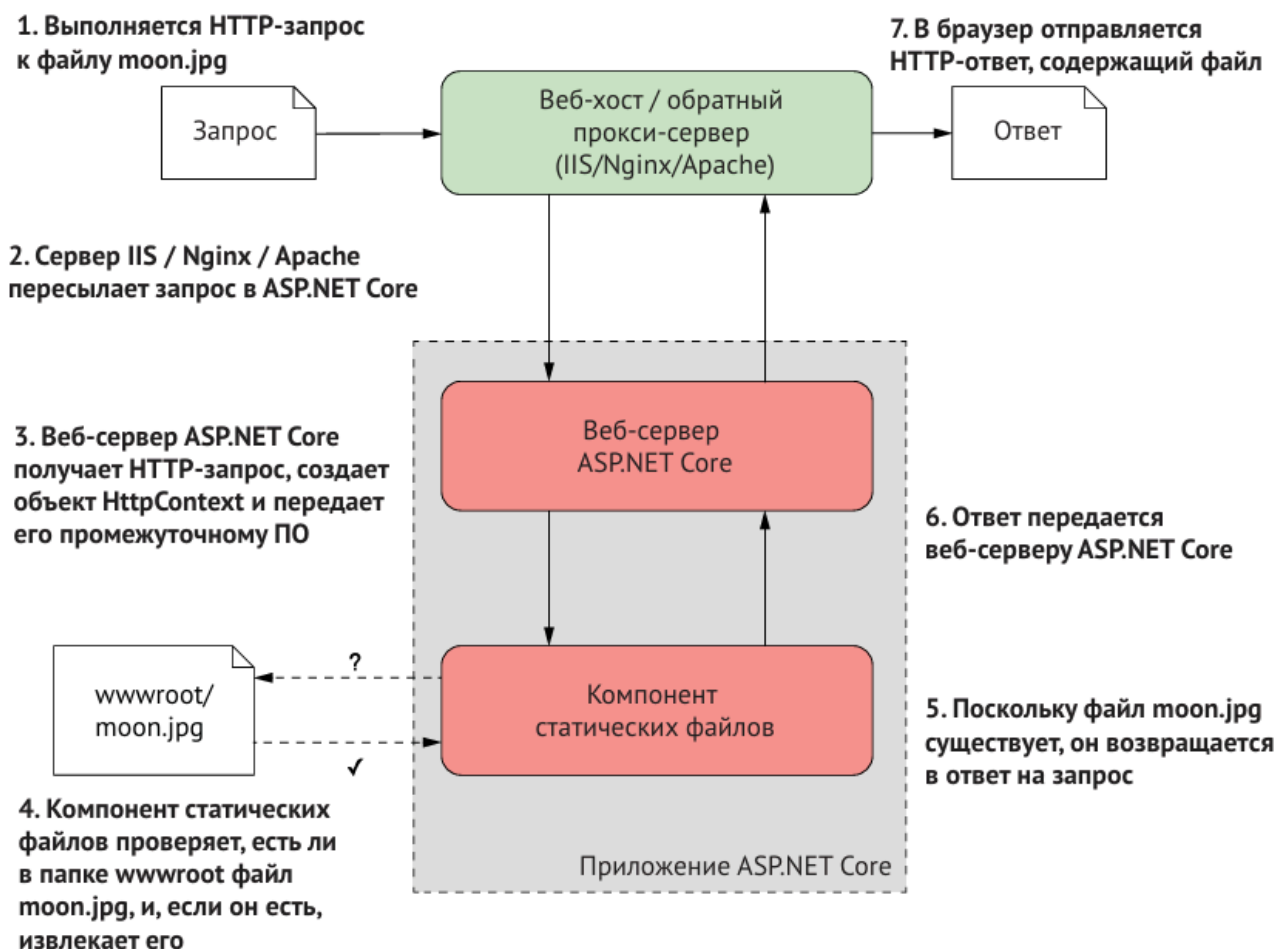 1. Выполняется HTTP-запрос
к файлу moon.jpg
7. В браузер отправляется
HTTP-ответ, содержащий файл
Запрос
Веб-хост / обратный
прокси-сервер
(IIS/Nginx/Apache)
Ответ
2. Сервер IIS / Nginx / Apache
пересылает запрос в ASP.NET Core
3. Веб-сервер ASP.NET Core
получает HTTP-запрос, создает
объект HttpContext и передает
его промежуточному ПО
Веб-сервер
ASP.NET Core
6. Ответ передается
веб-серверу ASP.NET Core
wwwroot/
moon.jpg
?
✓
Компонент
статических файлов
5. Поскольку файл moon.jpg
существует, он возвращается
в ответ на запрос
4. Компонент статических
файлов проверяет, есть ли
в папке wwwroot файл
moon.jpg, и, если он есть,
извлекает его
Приложение ASP.NET Core